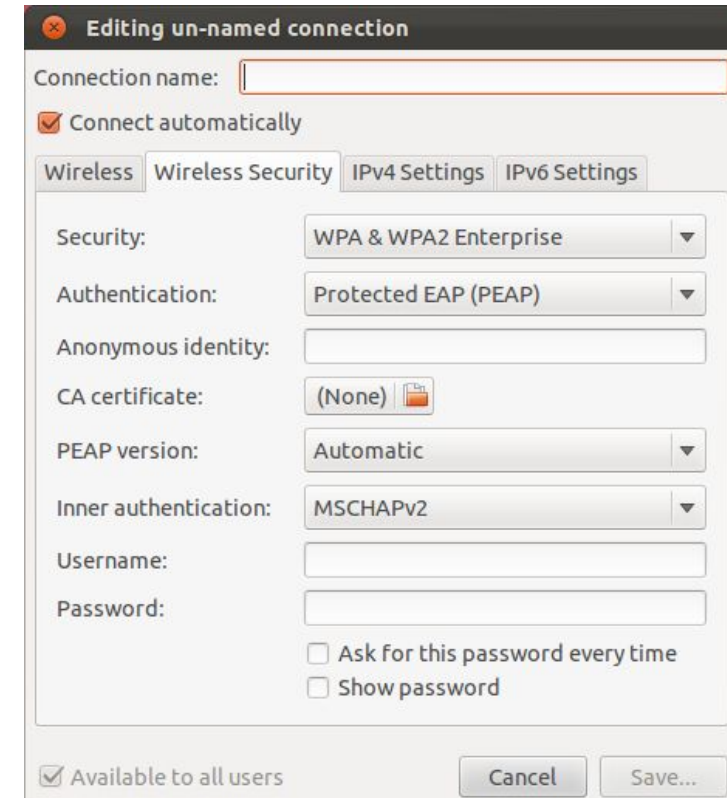 Editing un-named connection
Connection name:
Connect automatically
Wireless Wireless Security IPv4 Settings IPv6 Settings
Security: WPA & WPA2 Enterprise
Authentication: Protected EAP (PEAP)
Anonymous identity:
CA certificate: (None)
PEAP version: Automatic
Inner authentication: MSCHAPv2
Username:
Password:
Ask for this password every time
Show password
Available to all users Cancel Save...